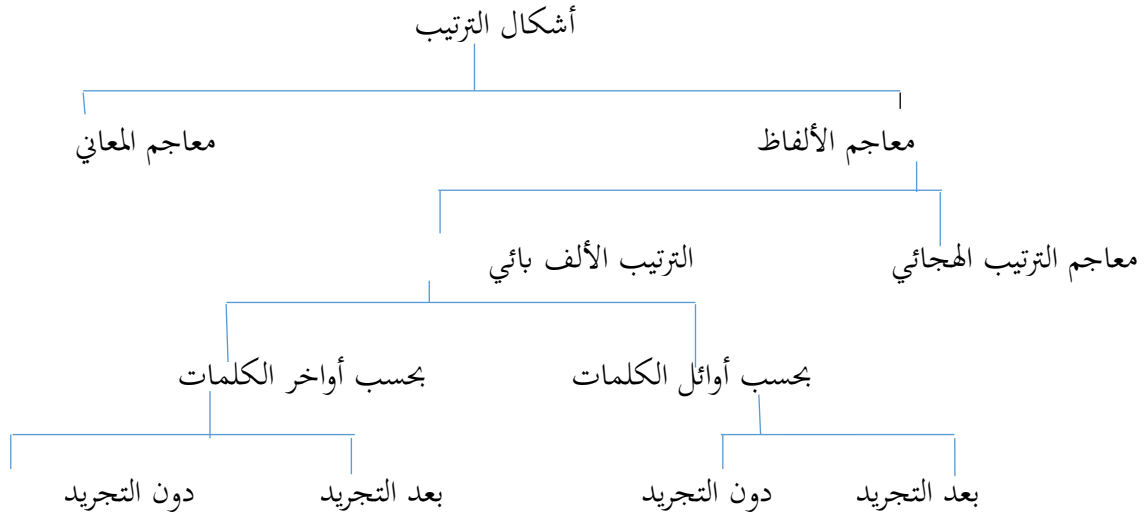 أشكال الترتيب
معاجم الألفاظ معاجم المعاني
معاجم الترتيب الهجائي الترتيب الألف بائي
بحسب أوائل الكلمات بحسب أواخر الكلمات
بعد التجريد دون التجريد بعد التجريد دون التجريد